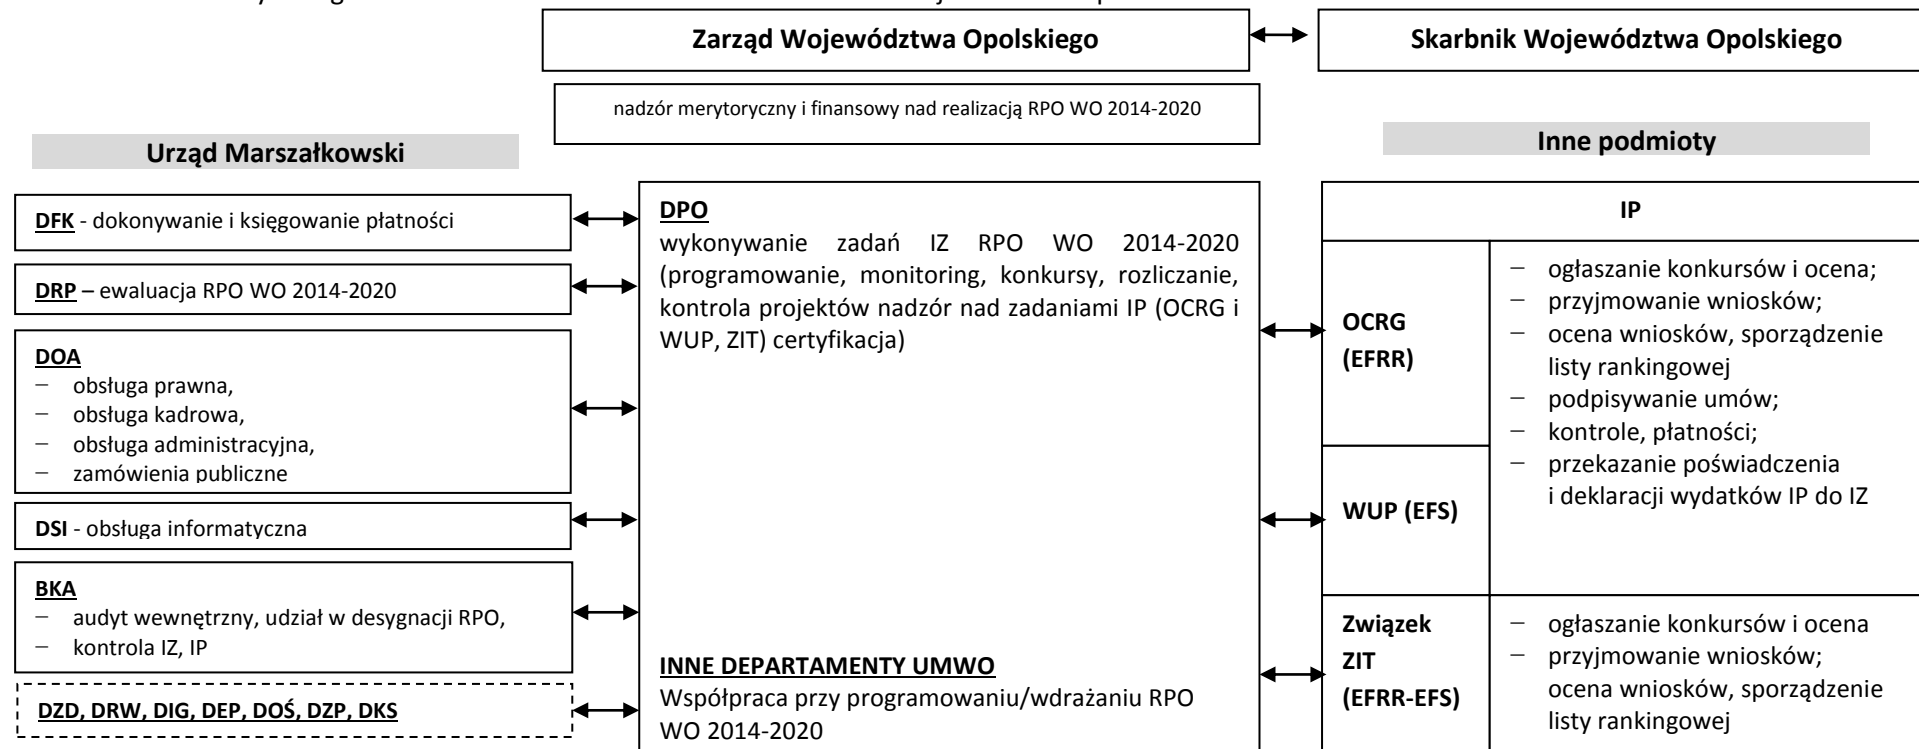 Zarząd Województwa Opolskiego
Skarbnik Województwa Opolskiego
nadzór merytoryczny i finansowy nad realizacją RPO WO 2014-2020
Urząd Marszałkowski
Inne podmioty
DFK - dokonywanie i księgowanie płatności
DRP – ewaluacja RPO WO 2014-2020
DOA
– obsługa prawna,
– obsługa kadrowa,
– obsługa administracyjna,
– zamówienia publiczne
DSI - obsługa informatyczna
BKA
– audyt wewnętrzny, udział w desygnacji RPO,
– kontrola IZ, IP
DZD, DRW, DIG, DEP, DOŚ, DZP, DKS
DPO
wykonywanie zadań IZ RPO WO 2014-2020
(programowanie, monitoring, konkursy, rozliczanie,
kontrola projektów nadzór nad zadaniami IP (OCRG i
WUP, ZIT) certyfikacja)
INNE DEPARTAMENTY UMWO
Współpraca przy programowaniu/wdrażaniu RPO
WO 2014-2020
IP
OCRG
(EFRR)
– ogłaszanie konkursów i ocena;
– przyjmowanie wniosków;
– ocena wniosków, sporządzenie
listy rankingowej
– podpisywanie umów;
– kontrole, płatności;
– przekazanie poświadczenia
i deklaracji wydatków IP do IZ
WUP (EFS)
Związek
ZIT
(EFRR-EFS)
– ogłaszanie konkursów i ocena
– przyjmowanie wniosków;
ocena wniosków, sporządzenie
listy rankingowej